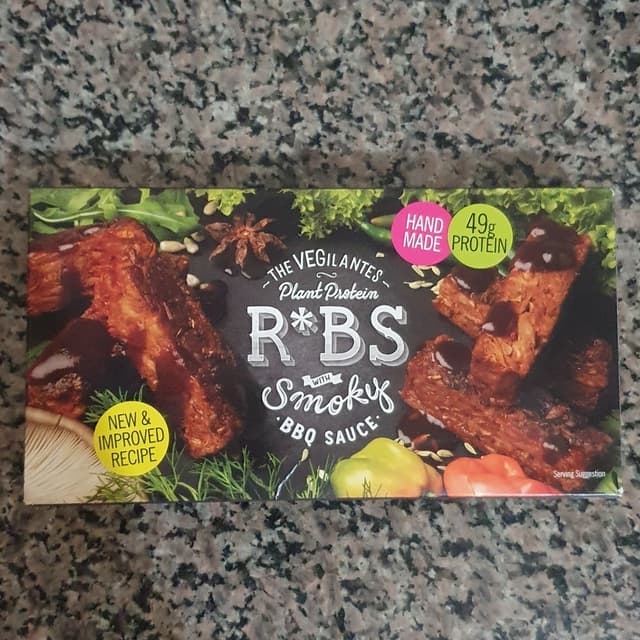 HAND
MADE
49g
PROTEIN
THE VEGILANTES
Plant Protein
R*BS
WITH
Smoky
BBQ SAUCE
NEW &
IMPROVED
RECIPE
Serving Suggestion